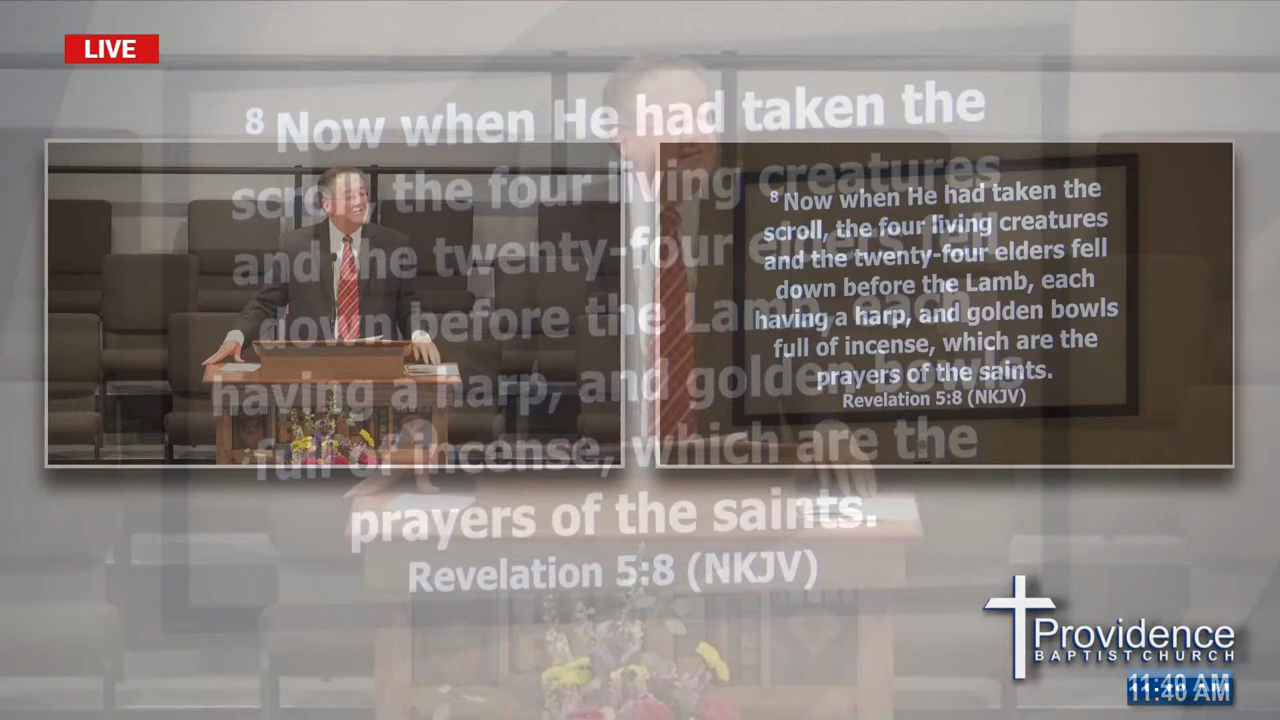 LIVE
8 Now when He had taken the
scroll, the four living creatures
and the twenty-four elders fell
down before the Lamb, each
having a harp, and golden bowls
full of incense, which are the
prayers of the saints.
Revelation 5:8 (NKJV)
8 Now when He had taken the
scroll, the four living creatures
and the twenty-four elders fell
down before the Lamb, each
having a harp, and golden bowls
full of incense, which are the
prayers of the saints.
Revelation 5:8 (NKJV)
Providence
BAPTIST CHURCH
11:40 AM